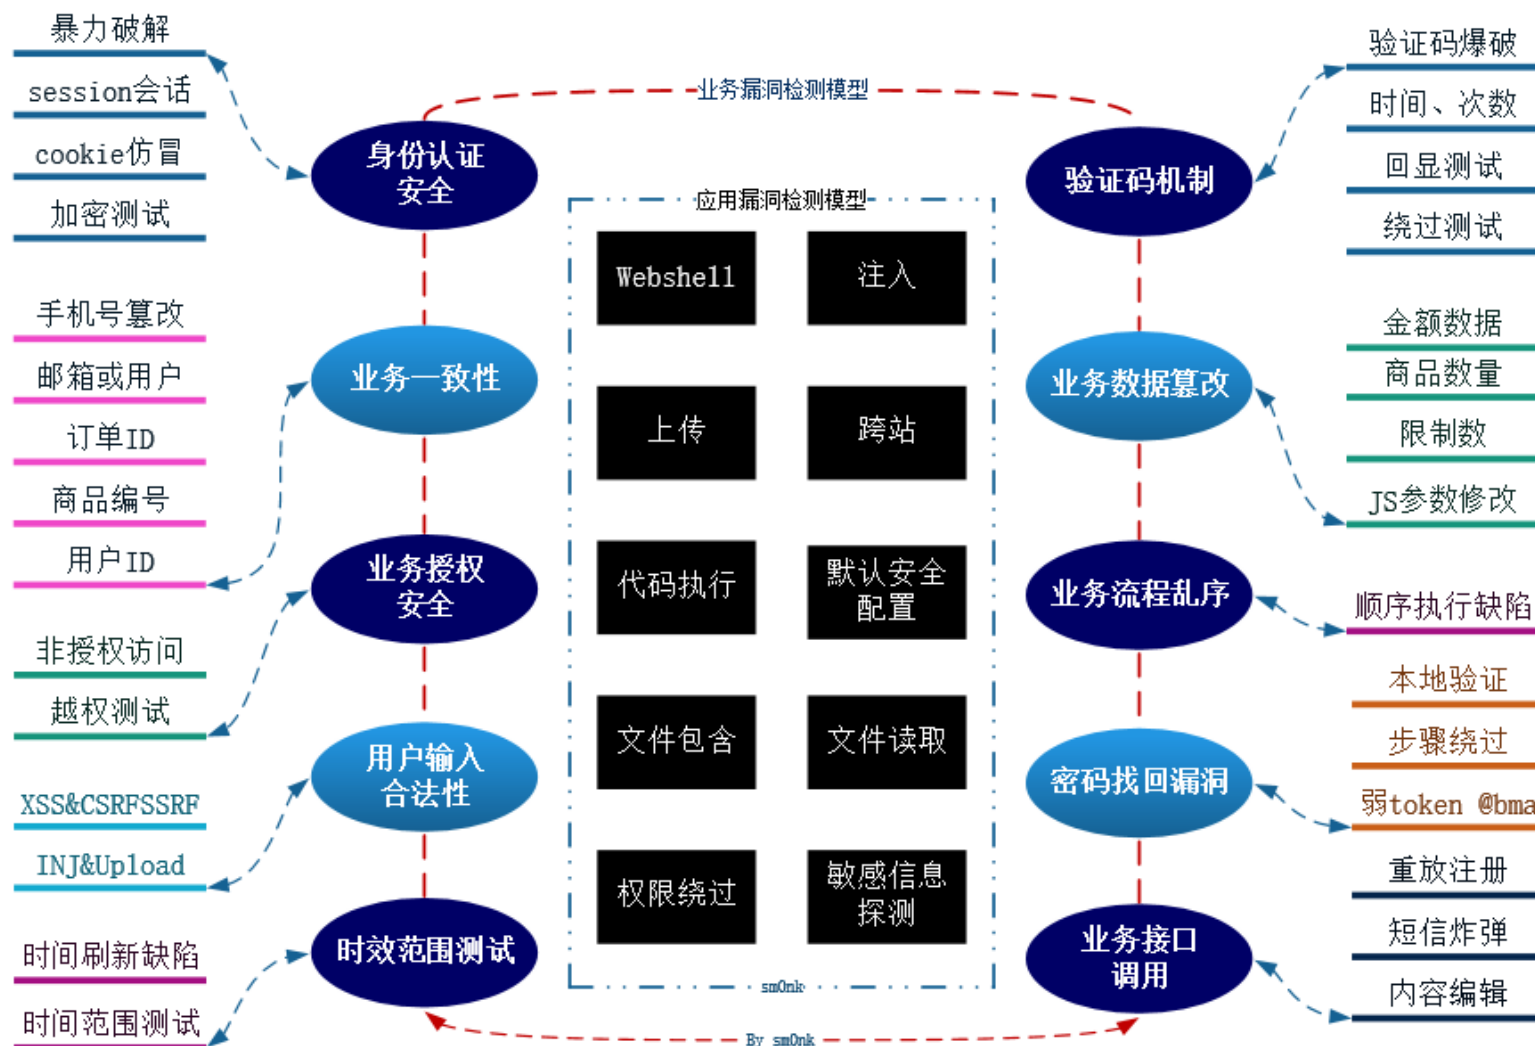 暴力破解
session会话
cookie仿冒
加密测试
手机号篡改
邮箱或用户
订单ID
商品编号
用户ID
非授权访问
越权测试
XSS&CSRFSSRF
INJ&Upload
时间刷新缺陷
时间范围测试
身份认证
安全
业务一致性
业务授权
安全
用户输入
合法性
时效范围测试
业务漏洞检测模型
应用漏洞检测模型
Webshell
注入
上传
跨站
代码执行
默认安全
配置
文件包含
文件读取
权限绕过
敏感信息
探测
sm0nk
By sm0nk
验证码机制
业务数据篡改
业务流程乱序
密码找回漏洞
业务接口
调用
验证码爆破
时间、次数
回显测试
绕过测试
金额数据
商品数量
限制数
JS参数修改
顺序执行缺陷
本地验证
步骤绕过
弱token @bma
重放注册
短信炸弹
内容编辑